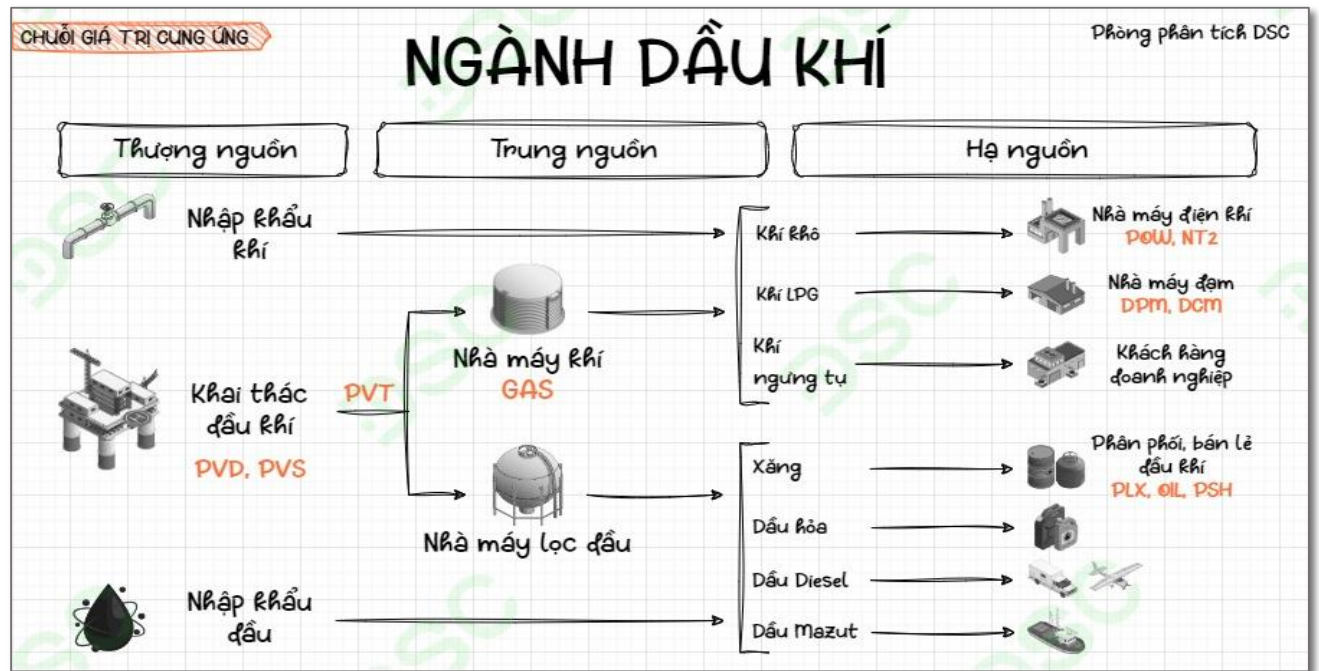 CHUỖI GIÁ TRỊ CUNG ỨNG
NGÀNH DẦU KHÍ
Phòng phân tích DSC
Thượng nguồn
Trung nguồn
Hạ nguồn
Nhập khẩu
khí
Khai thác
dầu khí
PVD, PVS
Nhập khẩu
dầu
PVT
Nhà máy khí
GAS
Nhà máy lọc dầu
Khí khô
Khí LPG
Khí
ngưng tụ
Xăng
Dầu hỏa
Dầu Diesel
Dầu Mazut
Nhà máy điện khí
POW, NT2
Nhà máy đạm
DPM, DCM
Khách hàng
doanh nghiệp
Phân phối, bán lẻ
dầu khí
PLX, OIL, PSH
DSC